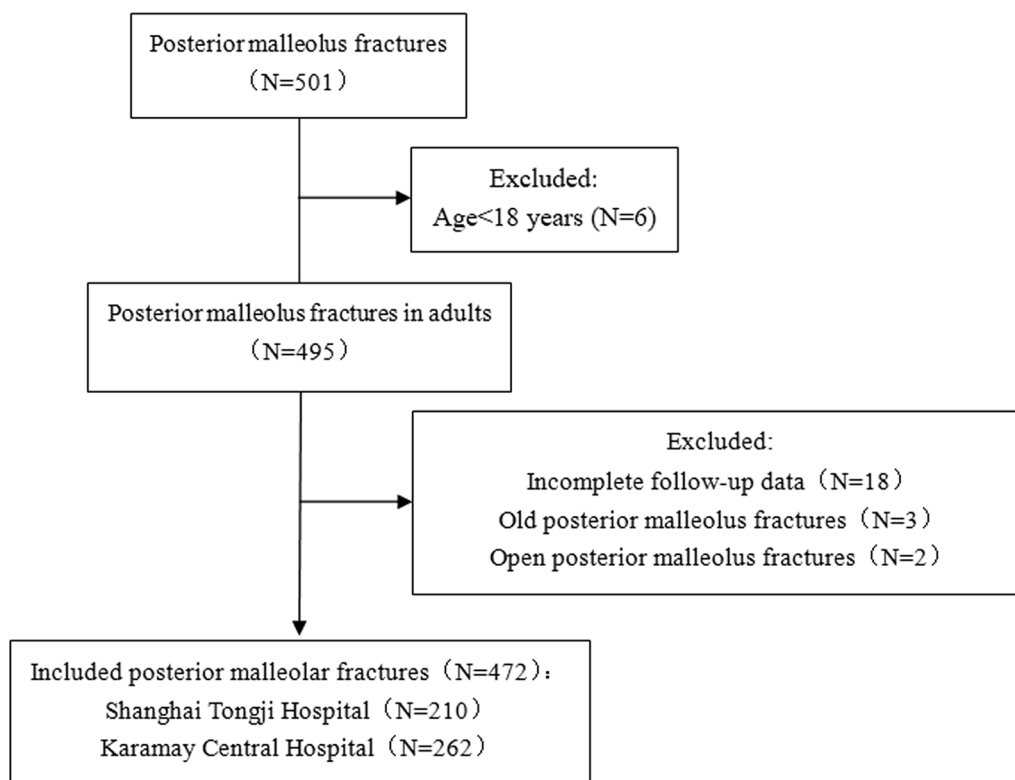 Posterior malleolus fractures
（N=501）
Excluded:
Age<18 years (N=6)
Posterior malleolus fractures in adults
（N=495）
Excluded:
Incomplete follow-up data（N=18）
Old posterior malleolus fractures（N=3）
Open posterior malleolus fractures（N=2）
Included posterior malleolar fractures（N=472）：
Shanghai Tongji Hospital（N=210）
Karamay Central Hospital（N=262）